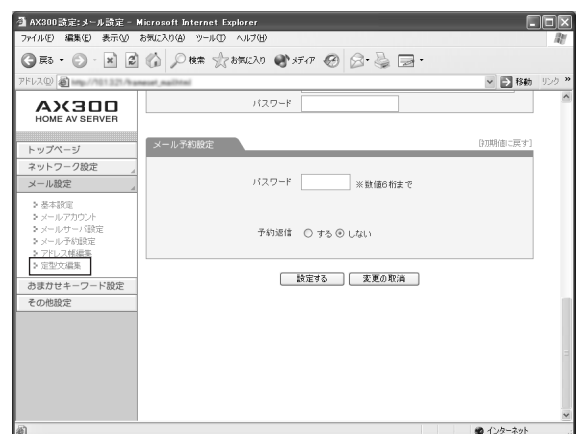 AX300設定:メール設定 - Microsoft Internet Explorer
ファイル(F) 編集(E) 表示(V) お気に入り(A) ツール(T) ヘルプ(H)
戻る 検索 お気に入り メディア
アドレス(D) 移動 リンク »
AX300
HOME AV SERVER
トップページ
ネットワーク設定
メール設定
基本設定
メールアカウント
メールサーバ設定
メール予約設定
アドレス帳編集
定型文編集
おまかせキーワード設定
その他設定
パスワード
メール予約設定 [初期値に戻す]
パスワード ※数値6桁まで
予約返信 する しない
設定する 変更の取消
インターネット